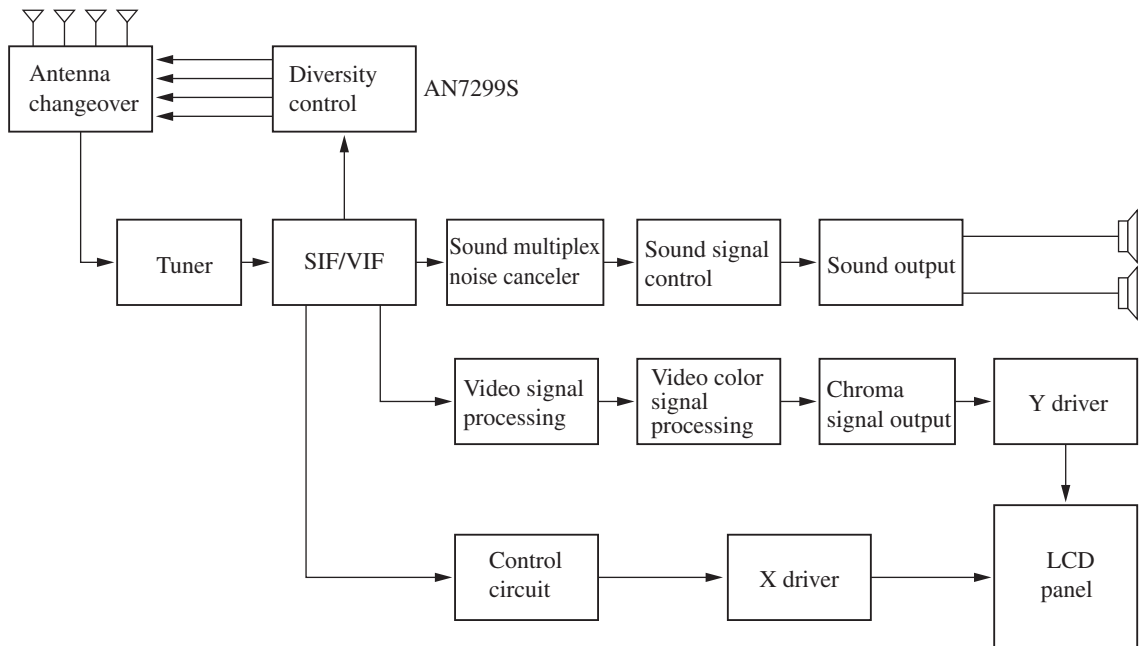 Antenna
changeover
Diversity
control
AN7299S
Tuner
SIF/VIF
Sound multiplex
noise canceler
Sound signal
control
Sound output
Video signal
processing
Video color
signal
processing
Chroma
signal output
Y driver
Control
circuit
X driver
LCD
panel